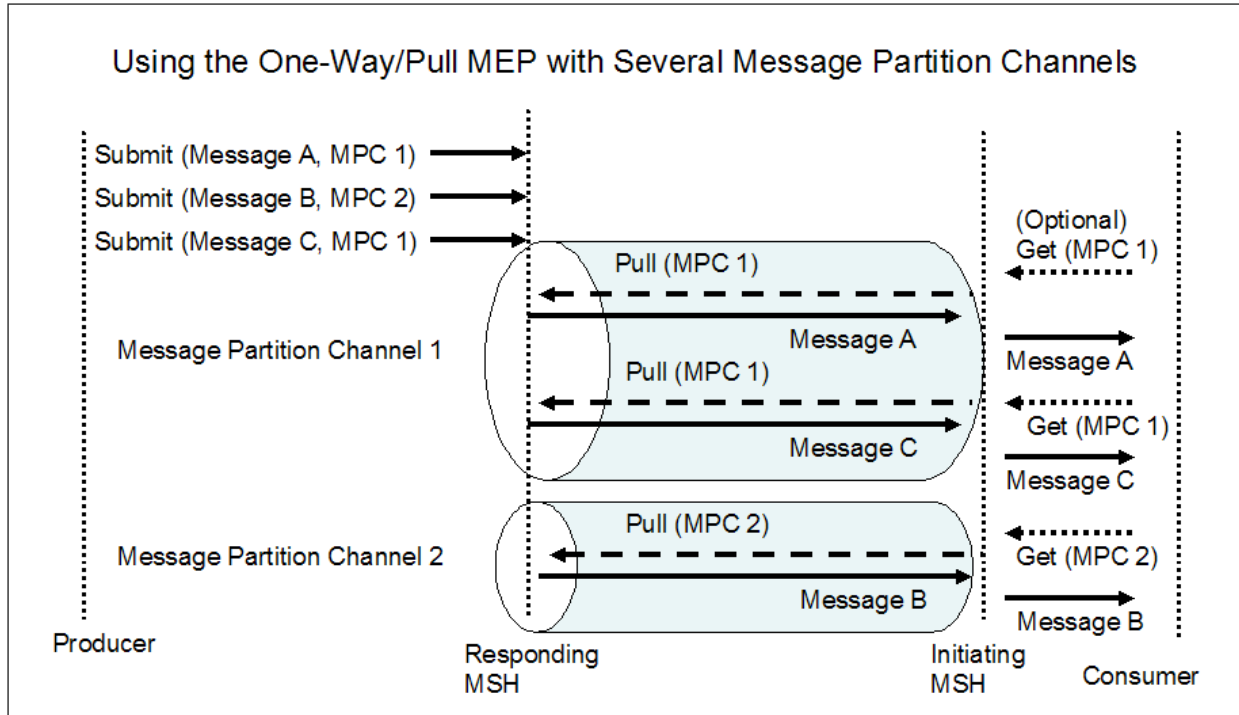 Using the One-Way/Pull MEP with Several Message Partition Channels
Submit (Message A, MPC 1)
Submit (Message B, MPC 2)
Submit (Message C, MPC 1)
(Optional)
Get (MPC 1)
Pull (MPC 1)
Message A
Message A
Message Partition Channel 1
Pull (MPC 1)
Get (MPC 1)
Message C
Message C
Pull (MPC 2)
Message Partition Channel 2
Get (MPC 2)
Message B
Message B
Producer
Responding
MSH
Initiating
MSH
Consumer